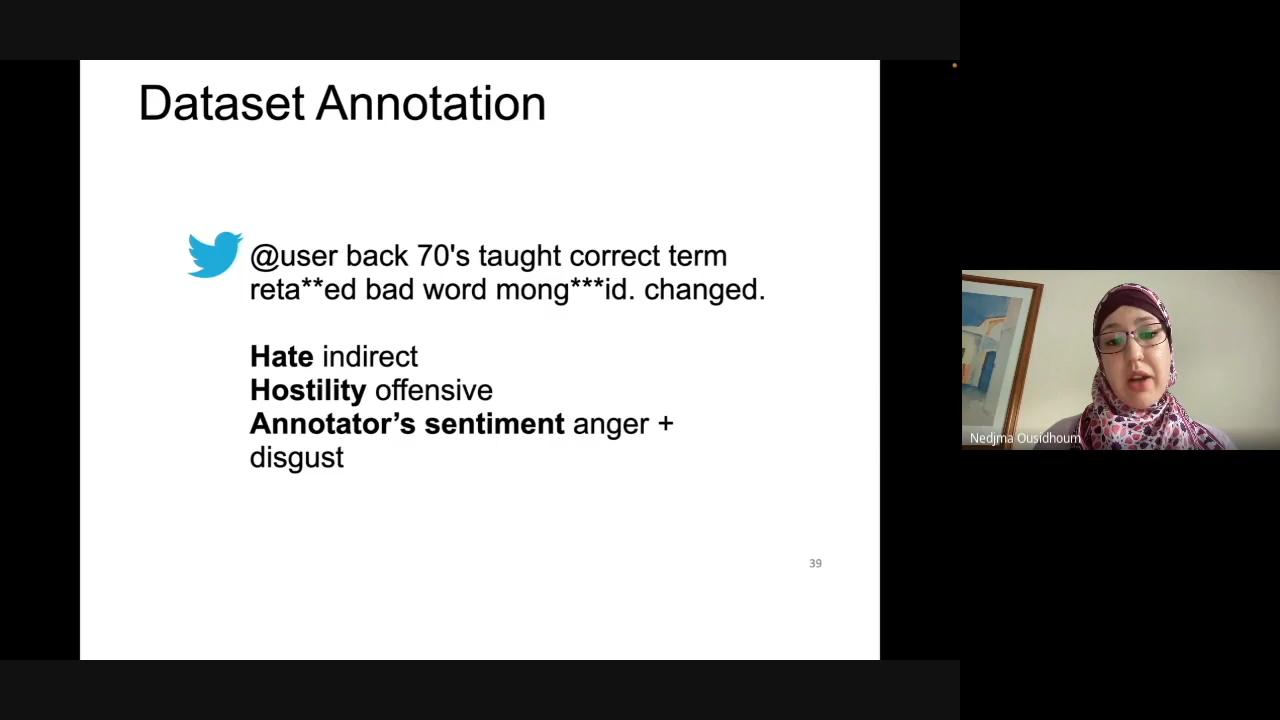 Dataset Annotation
@user back 70's taught correct term
reta**ed bad word mong***id. changed.
Hate indirect
Hostility offensive
Annotator’s sentiment anger +
disgust
39
Nedjma Ousidhoum